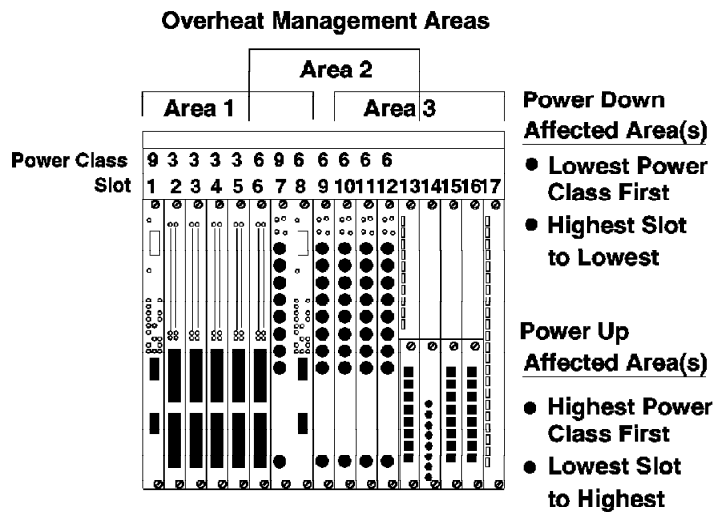 Overheat Management Areas
Area 2
Area 1
Area 3
Power Class 9 3 3 3 3 6 9 6 6 6 6 6
Slot 1 2 3 4 5 6 7 8 9 10 11 12 13 14 15 16 17
Power Down
Affected Area(s)
● Lowest Power
Class First
● Highest Slot
to Lowest
Power Up
Affected Area(s)
● Highest Power
Class First
● Lowest Slot
to Highest